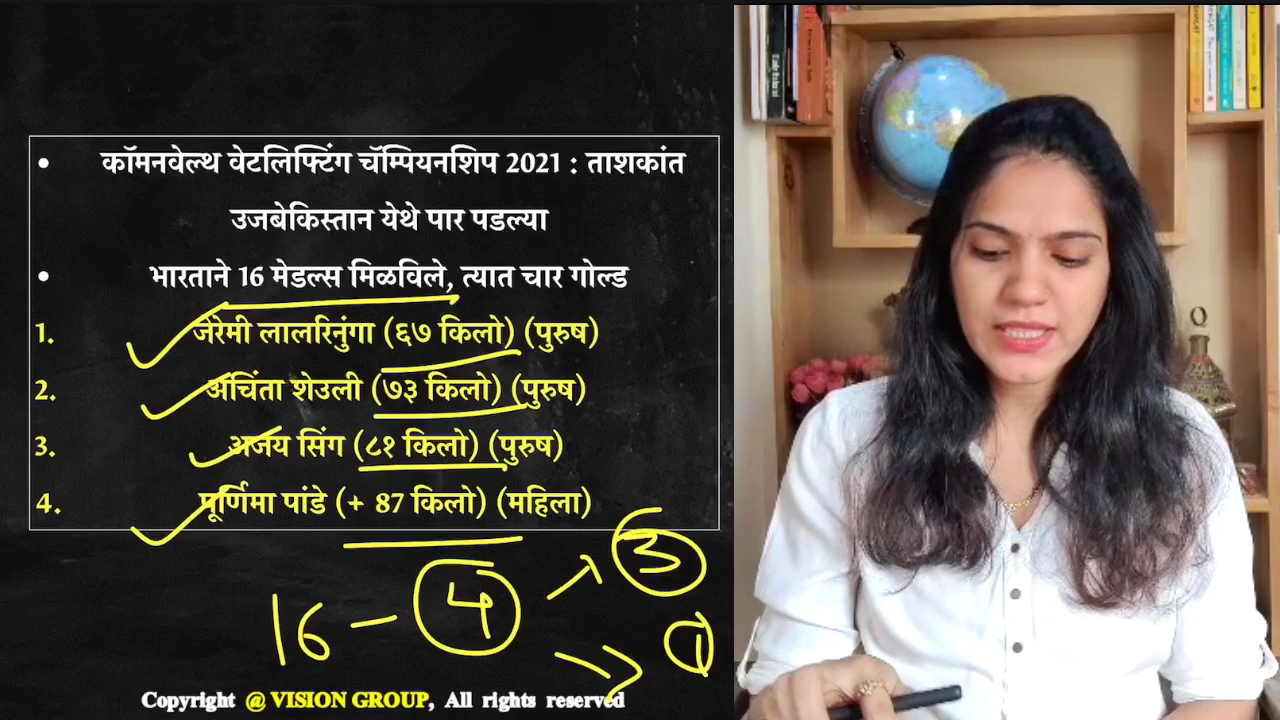 • कॉमनवेल्थ वेटलिफ्टिंग चॅम्पियनशिप 2021 : ताशकांत
उजबेकिस्तान येथे पार पडल्या
• भारताने 16 मेडल्स मिळविले, त्यात चार गोल्ड
1. जेरेमी लालरिनुंगा (६७ किलो) (पुरुष)
2. अचिंता शेउली (७३ किलो) (पुरुष)
3. अजय सिंग (८१ किलो) (पुरुष)
4. पूर्णिमा पांडे (+ 87 किलो) (महिला)
16 - 4 → 3
→ 1
Copyright @ VISION GROUP, All rights reserved